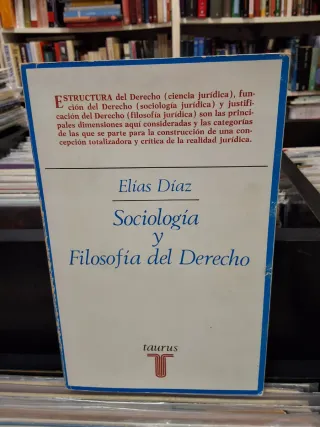 ESTRUCTURA del Derecho (ciencia jurídica), fun-
ción del Derecho (sociología jurídica) y justifi-
cación del Derecho (filosofía jurídica) son las princi-
pales dimensiones aquí consideradas y las categorías
de las que se parte para la construcción de una con-
cepción totalizadora y crítica de la realidad jurídica.
Elías Díaz
Sociología
y
Filosofía del Derecho
taurus